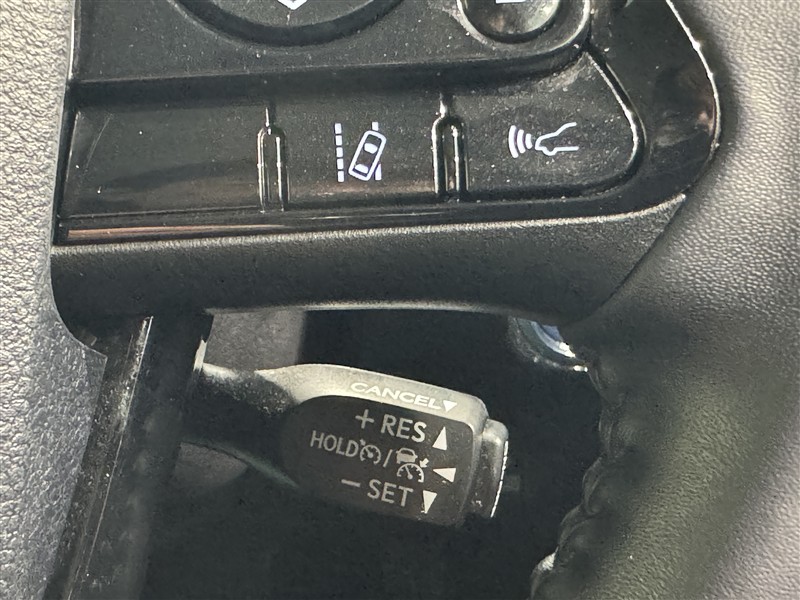 CANCEL▼
+ RES ▲
HOLD / ◀
− SET ▼